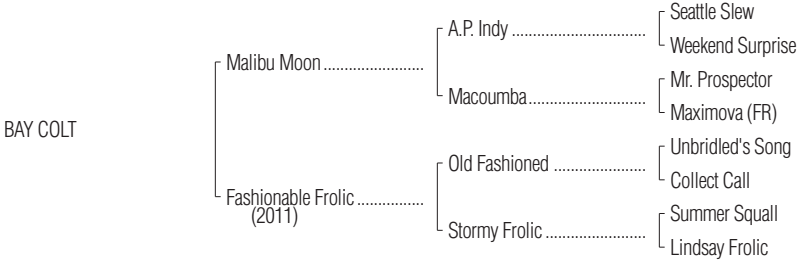 Seattle Slew
A.P. Indy ..............................
Weekend Surprise
Malibu Moon .......................
Mr. Prospector
Macoumba...........................
Maximova (FR)
BAY COLT
Unbridled's Song
Old Fashioned .....................
Collect Call
Fashionable Frolic ...............
(2011)
Summer Squall
Stormy Frolic .......................
Lindsay Frolic